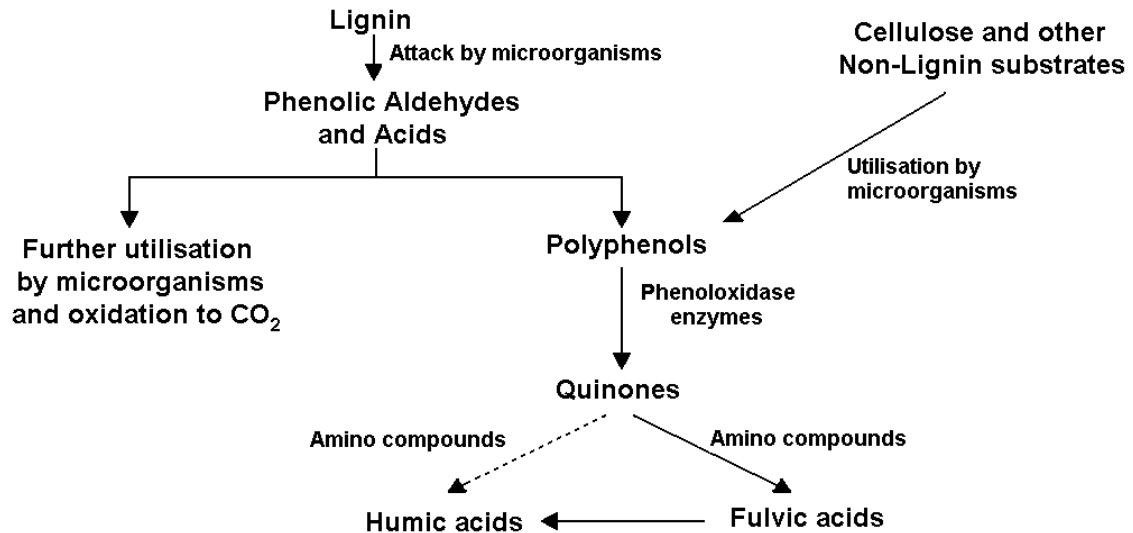 Lignin
Attack by microorganisms
Cellulose and other
Non-Lignin substrates
Phenolic Aldehydes
and Acids
Utilisation by
microorganisms
Further utilisation
by microorganisms
and oxidation to CO₂
Polyphenols
Phenoloxidase
enzymes
Quinones
Amino compounds
Amino compounds
Humic acids
Fulvic acids